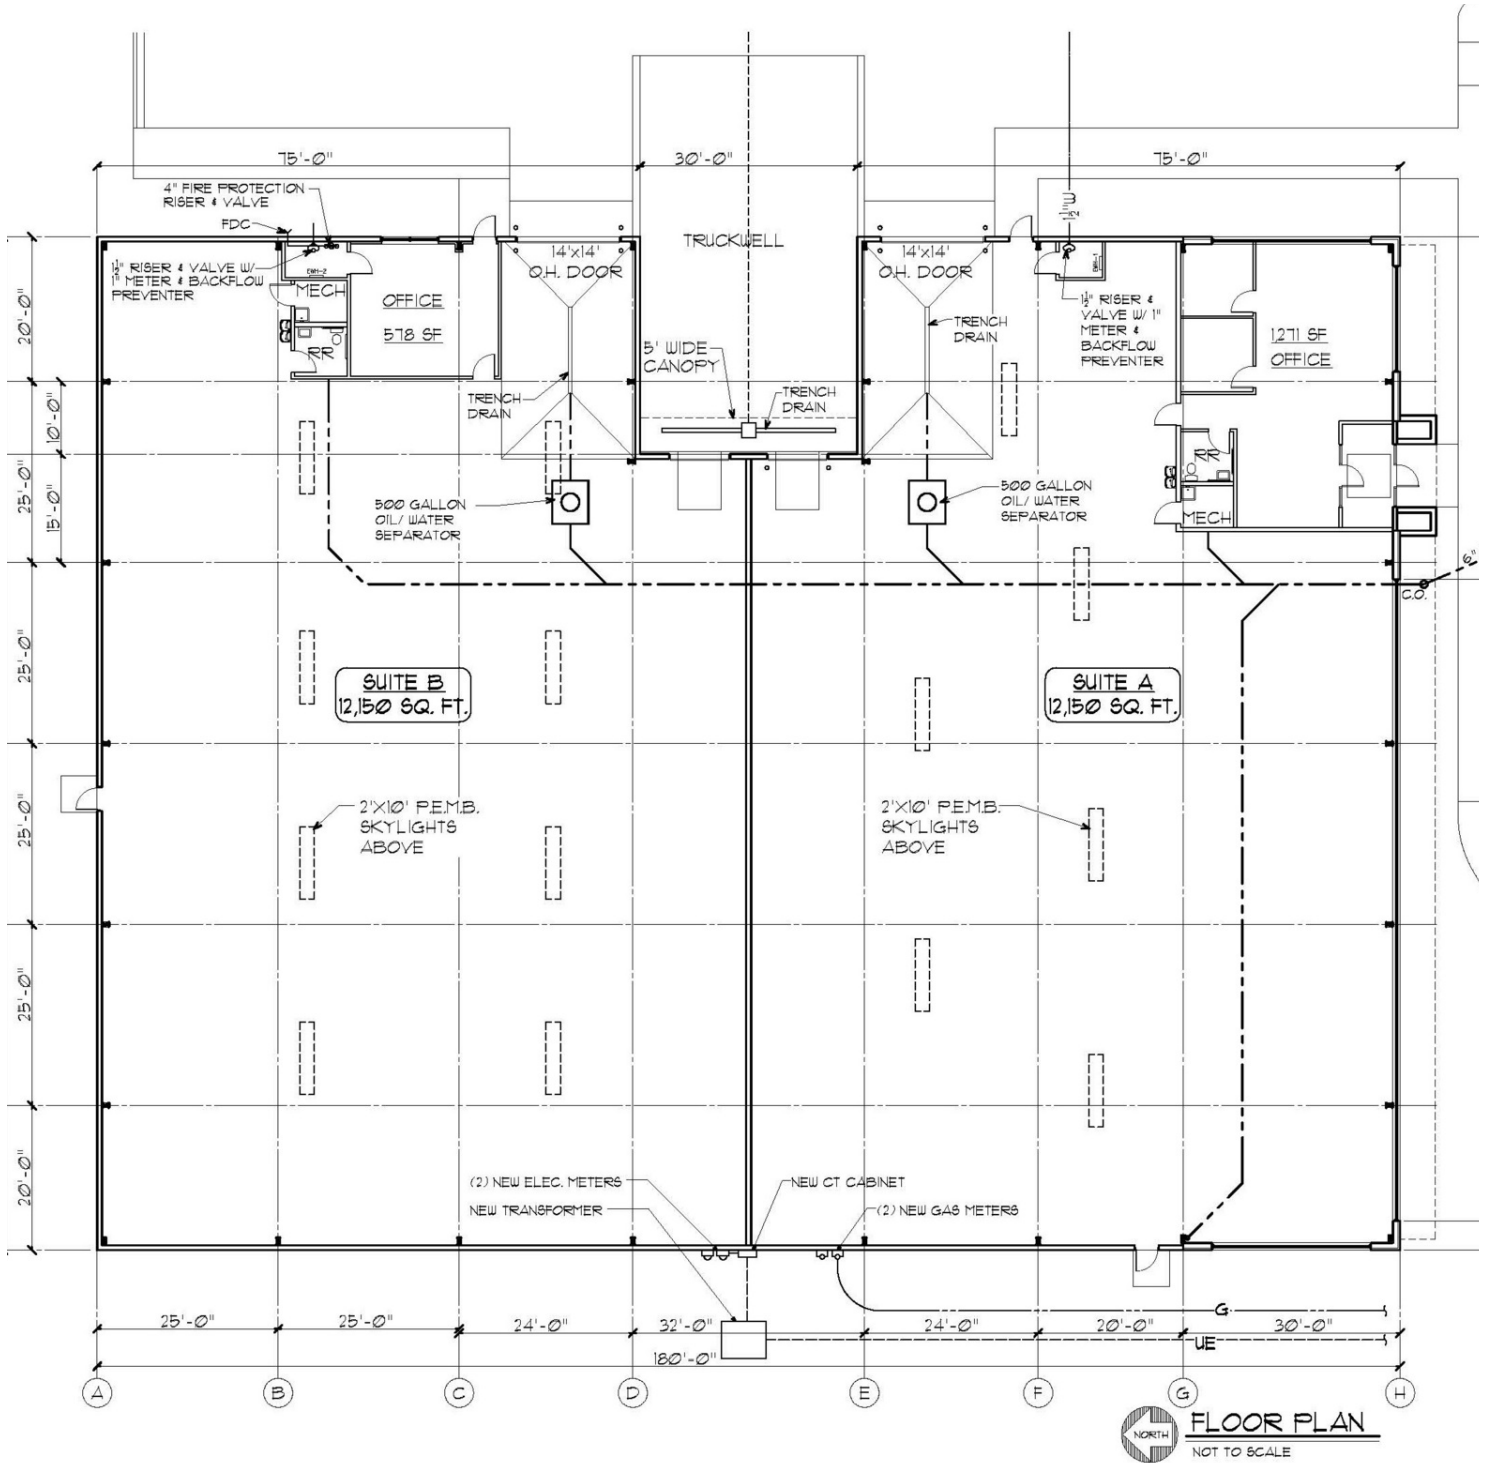 75'-0"
30'-0"
75'-0"
4" FIRE PROTECTION
RISER & VALVE
FDC
1½" RISER & VALVE W/
1" METER & BACKFLOW
PREVENTER
MECH
OFFICE
578 SF
RR
14'x14'
O.H. DOOR
TRUCKWELL
14'x14'
O.H. DOOR
1½"W
1½" RISER &
VALVE W/ 1"
METER &
BACKFLOW
PREVENTER
1,271 SF
OFFICE
TRENCH
DRAIN
5' WIDE
CANOPY
TRENCH
DRAIN
TRENCH
DRAIN
500 GALLON
OIL/ WATER
SEPARATOR
500 GALLON
OIL/ WATER
SEPARATOR
RR
MECH
6"
C.O.
20'-0"
10'-0"
25'-0"
15'-0"
25'-0"
25'-0"
25'-0"
20'-0"
SUITE B
12,150 SQ. FT.
SUITE A
12,150 SQ. FT.
2'X10' P.E.M.B.
SKYLIGHTS
ABOVE
2'X10' P.E.M.B.
SKYLIGHTS
ABOVE
(2) NEW ELEC. METERS
NEW TRANSFORMER
NEW CT CABINET
(2) NEW GAS METERS
G
UE
25'-0"
25'-0"
24'-0"
32'-0"
24'-0"
20'-0"
30'-0"
180'-0"
A
B
C
D
E
F
G
H
NORTH
FLOOR PLAN
NOT TO SCALE